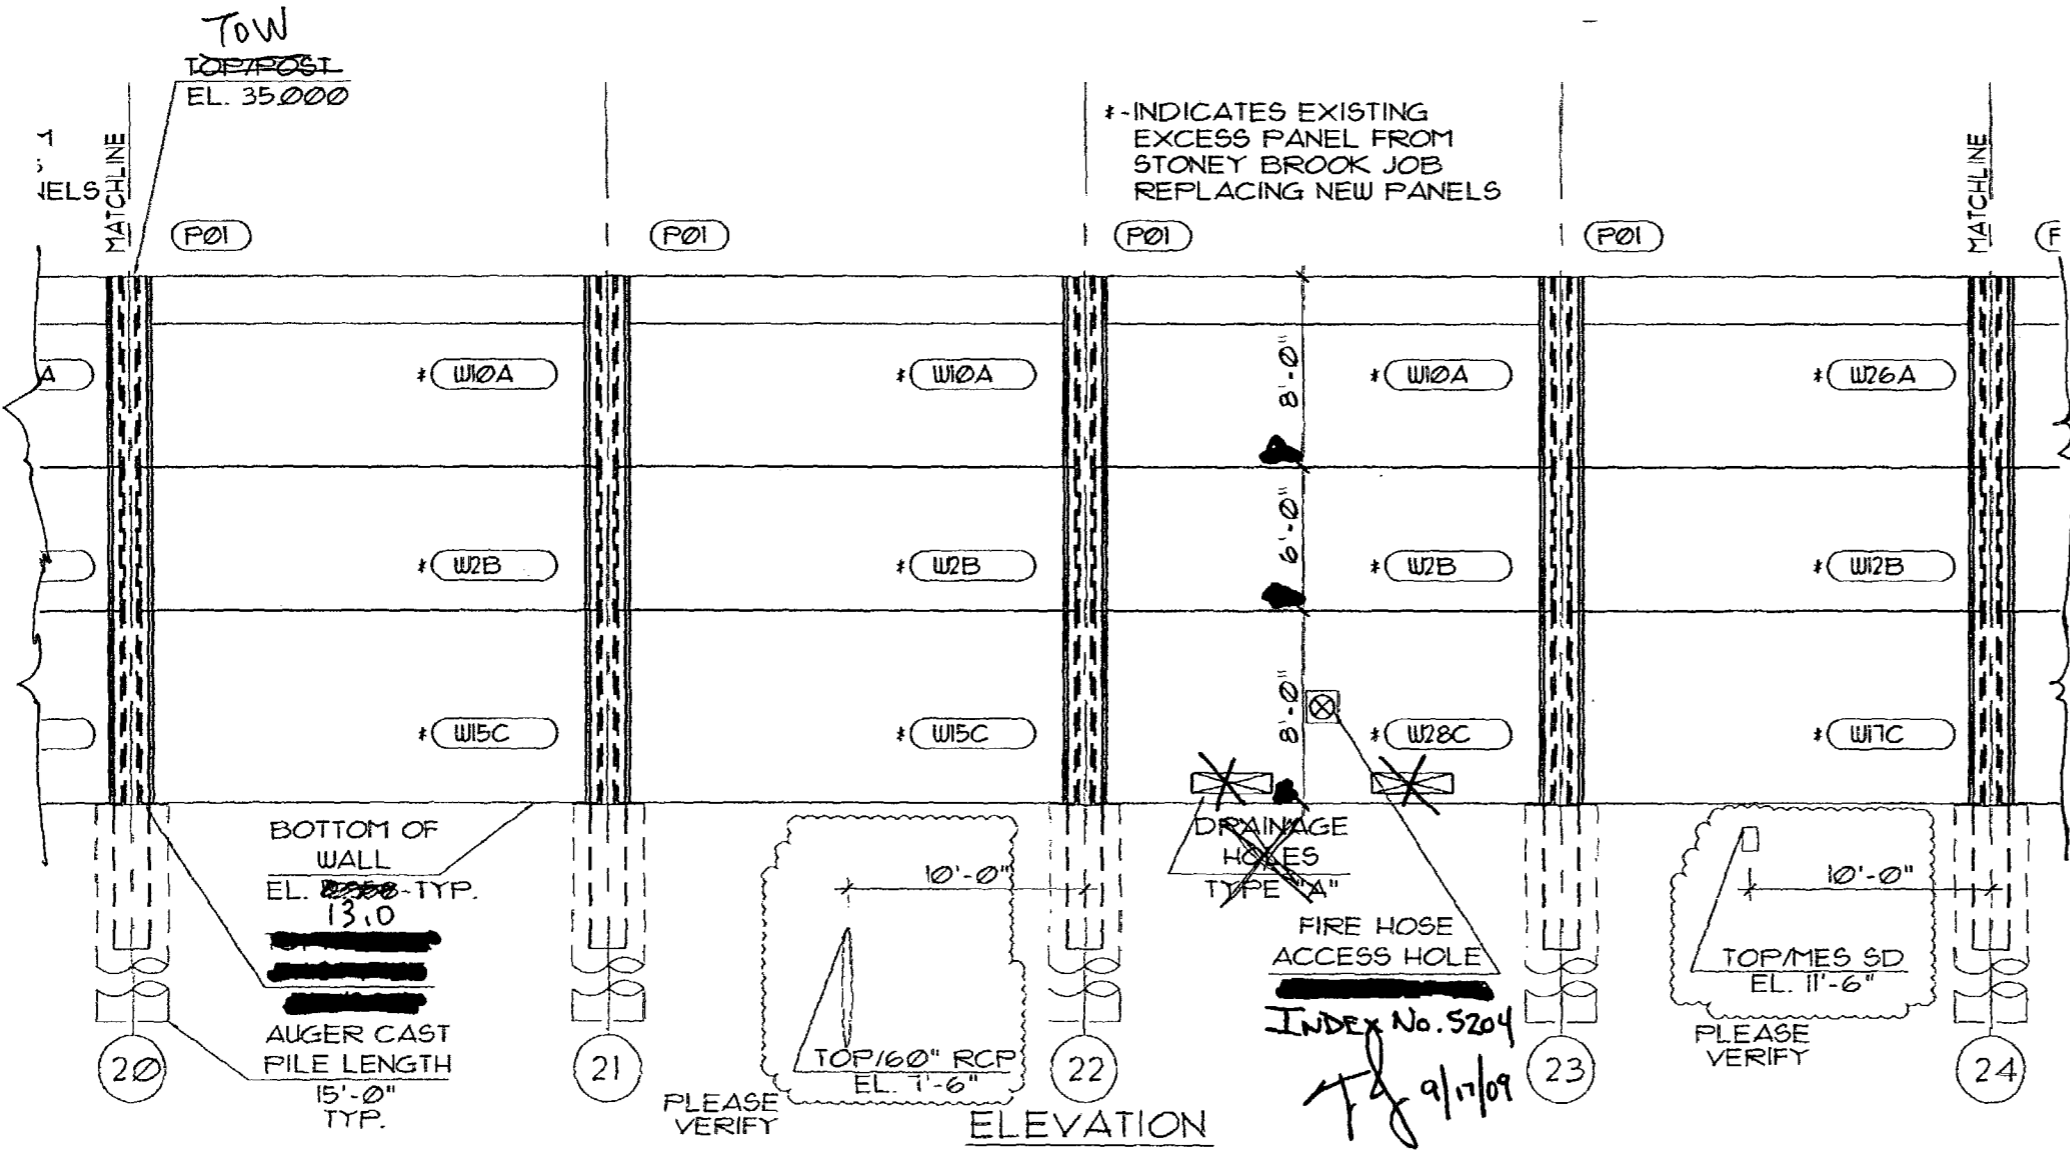 TOW
TOP/POST
EL. 35.000
*-INDICATES EXISTING
EXCESS PANEL FROM
STONEY BROOK JOB
REPLACING NEW PANELS
MATCHLINE
MATCHLINE
P01
P01
P01
P01
8'-0"
A
* W10A
* W10A
* W10A
* W26A
6'-0"
* W2B
* W2B
* W2B
* W12B
8'-0"
* W15C
* W15C
* W28C
* W17C
BOTTOM OF
WALL
EL. -TYP.
13.0
AUGER CAST
PILE LENGTH
15'-0"
TYP.
10'-0"
TOP/60" RCP
EL. 7'-6"
PLEASE
VERIFY
DRAINAGE
HOLES
TYPE "A"
FIRE HOSE
ACCESS HOLE
INDEX No. 5204
9/17/09
10'-0"
TOP/MES SD
EL. 11'-6"
PLEASE
VERIFY
20
21
22
23
24
ELEVATION